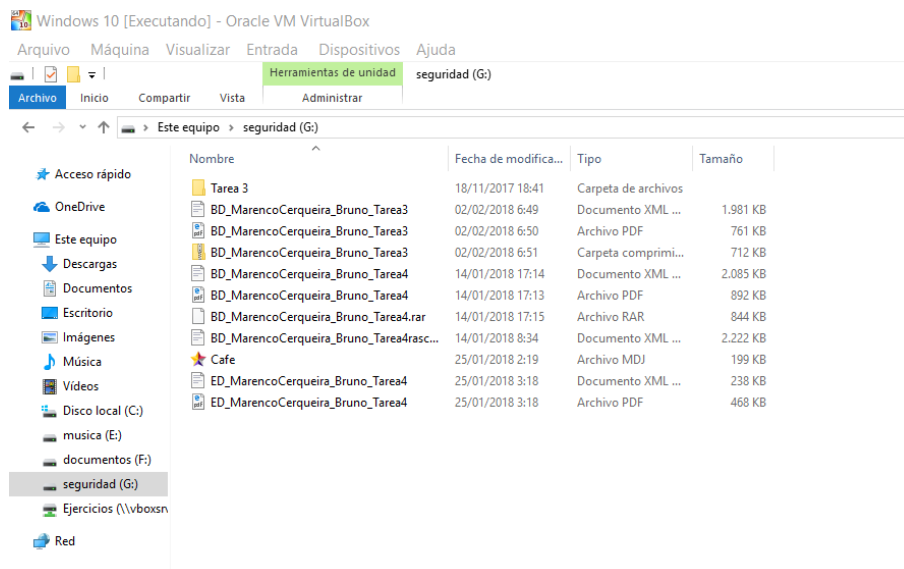 Windows 10 [Executando] - Oracle VM VirtualBox
Arquivo Máquina Visualizar Entrada Dispositivos Ajuda
Herramientas de unidad seguridad (G:)
Archivo Inicio Compartir Vista Administrar
Este equipo > seguridad (G:)
Nombre Fecha de modifica... Tipo Tamaño
Acceso rápido
OneDrive
Este equipo
Descargas
Documentos
Escritorio
Imágenes
Música
Vídeos
Disco local (C:)
musica (E:)
documentos (F:)
seguridad (G:)
Ejercicios (\\vboxsrv
Red
Tarea 3 18/11/2017 18:41 Carpeta de archivos
BD_MarencoCerqueira_Bruno_Tarea3 02/02/2018 6:49 Documento XML ... 1.981 KB
BD_MarencoCerqueira_Bruno_Tarea3 02/02/2018 6:50 Archivo PDF 761 KB
BD_MarencoCerqueira_Bruno_Tarea3 02/02/2018 6:51 Carpeta comprimi... 712 KB
BD_MarencoCerqueira_Bruno_Tarea4 14/01/2018 17:14 Documento XML ... 2.085 KB
BD_MarencoCerqueira_Bruno_Tarea4 14/01/2018 17:13 Archivo PDF 892 KB
BD_MarencoCerqueira_Bruno_Tarea4.rar 14/01/2018 17:15 Archivo RAR 844 KB
BD_MarencoCerqueira_Bruno_Tarea4rasc... 14/01/2018 8:34 Documento XML ... 2.222 KB
Cafe 25/01/2018 2:19 Archivo MDJ 199 KB
ED_MarencoCerqueira_Bruno_Tarea4 25/01/2018 3:18 Documento XML ... 238 KB
ED_MarencoCerqueira_Bruno_Tarea4 25/01/2018 3:18 Archivo PDF 468 KB